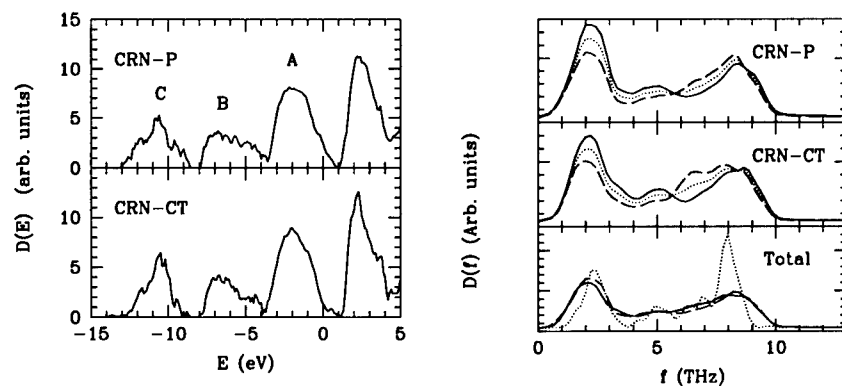 15
CRN-P
A
10
C
B
5
0
D(E) (arb. units)
CRN-CT
10
5
0
-15
-10
-5
0
5
E (eV)
CRN-P
CRN-CT
D(f) (Arb. units)
Total
0
5
10
f (THz)